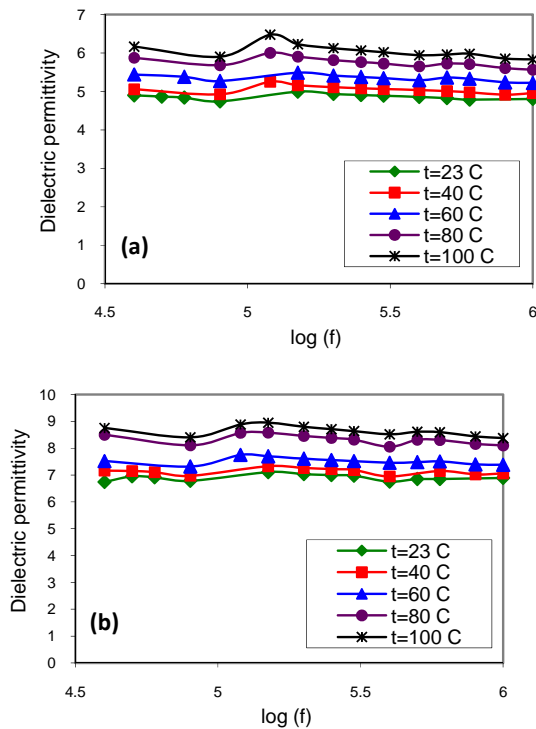 7
6
5
4
3
2
1
0
Dielectric permittivity
(a)
t=23 C
t=40 C
t=60 C
t=80 C
t=100 C
4.5 5 5.5 6
log (f)
10
9
8
7
6
5
4
3
2
1
0
Dielectric permittivity
(b)
t=23 C
t=40 C
t=60 C
t=80 C
t=100 C
4.5 5 5.5 6
log (f)